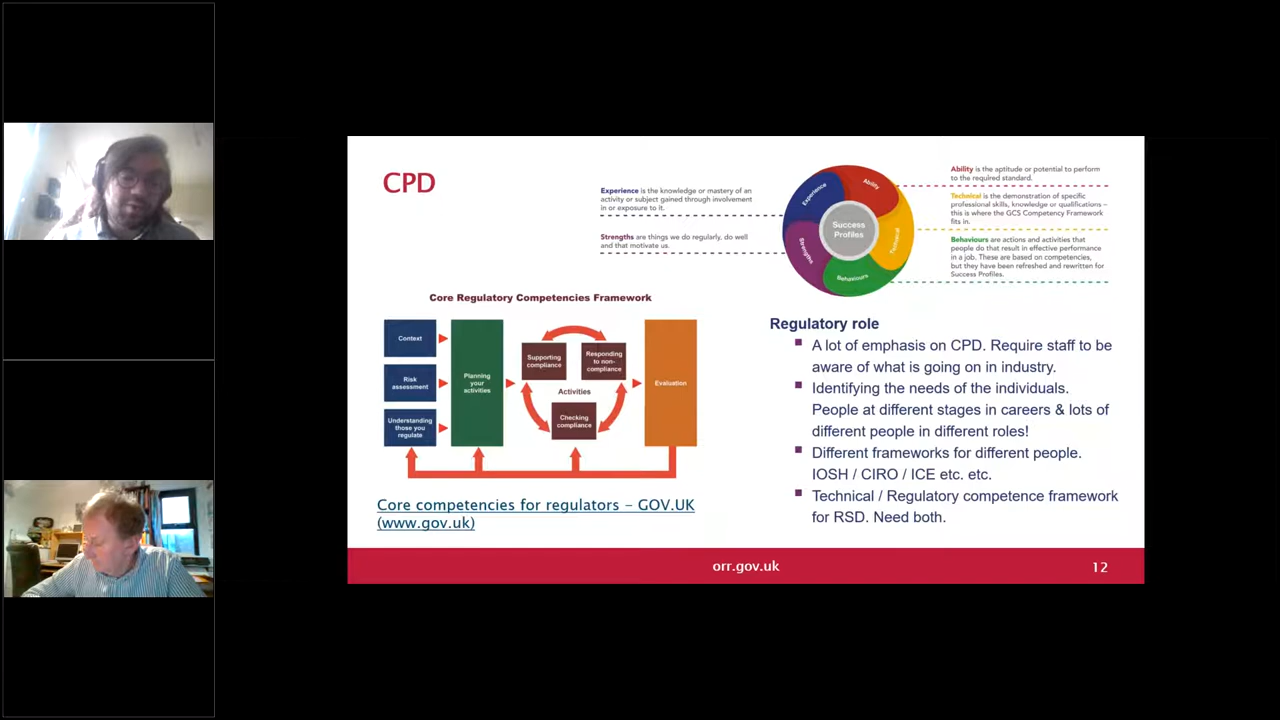 CPD
Experience is the knowledge or mastery of an
activity or subject gained through involvement
in or exposure to it.
Strengths are things we do regularly, do well
and that motivate us.
Experience
Ability
Technical
Behaviours
Strengths
Success
Profiles
Ability is the aptitude or potential to perform
to the required standard.
Technical is the demonstration of specific
professional skills, knowledge or qualifications –
this is where the GCS Competency Framework
fits in.
Behaviours are actions and activities that
people do that result in effective performance
in a job. These are based on competencies,
but they have been refreshed and rewritten for
Success Profiles.
Core Regulatory Competencies Framework
Context
Risk
assessment
Understanding
those you
regulate
Planning
your
activities
Supporting
compliance
Responding
to non-
compliance
Activities
Checking
compliance
Evaluation
Core competencies for regulators – GOV.UK
(www.gov.uk)
Regulatory role
A lot of emphasis on CPD. Require staff to be
aware of what is going on in industry.
Identifying the needs of the individuals.
People at different stages in careers & lots of
different people in different roles!
Different frameworks for different people.
IOSH / CIRO / ICE etc. etc.
Technical / Regulatory competence framework
for RSD. Need both.
orr.gov.uk
12